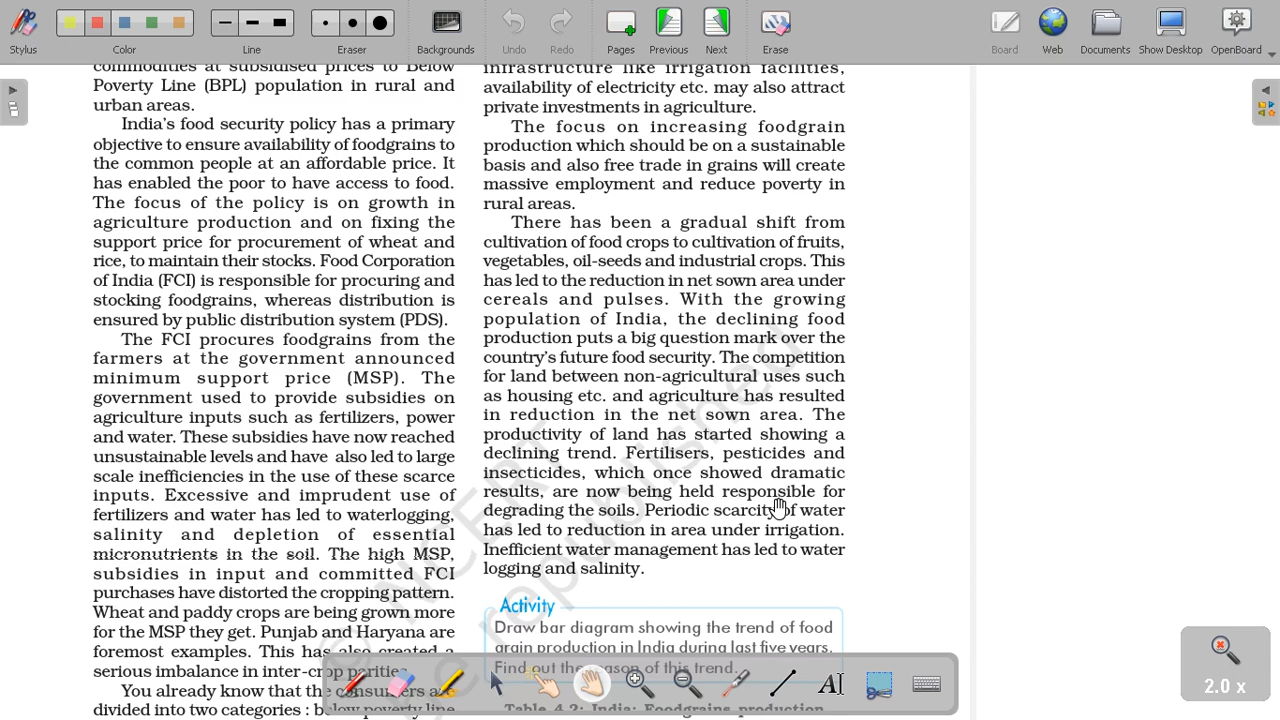 Stylus
Color
Line
Eraser
Backgrounds
Undo
Redo
Pages
Previous
Next
Erase
Board
Web
Documents
Show Desktop
OpenBoard
commodities at subsidised prices to Below
Poverty Line (BPL) population in rural and
urban areas.
India's food security policy has a primary
objective to ensure availability of foodgrains to
the common people at an affordable price. It
has enabled the poor to have access to food.
The focus of the policy is on growth in
agriculture production and on fixing the
support price for procurement of wheat and
rice, to maintain their stocks. Food Corporation
of India (FCI) is responsible for procuring and
stocking foodgrains, whereas distribution is
ensured by public distribution system (PDS).
The FCI procures foodgrains from the
farmers at the government announced
minimum support price (MSP). The
government used to provide subsidies on
agriculture inputs such as fertilizers, power
and water. These subsidies have now reached
unsustainable levels and have also led to large
scale inefficiencies in the use of these scarce
inputs. Excessive and imprudent use of
fertilizers and water has led to waterlogging,
salinity and depletion of essential
micronutrients in the soil. The high MSP,
subsidies in input and committed FCI
purchases have distorted the cropping pattern.
Wheat and paddy crops are being grown more
for the MSP they get. Punjab and Haryana are
foremost examples. This has also created a
serious imbalance in inter-crop parities.
You already know that the consumers are
divided into two categories : below poverty line
infrastructure like irrigation facilities,
availability of electricity etc. may also attract
private investments in agriculture.
The focus on increasing foodgrain
production which should be on a sustainable
basis and also free trade in grains will create
massive employment and reduce poverty in
rural areas.
There has been a gradual shift from
cultivation of food crops to cultivation of fruits,
vegetables, oil-seeds and industrial crops. This
has led to the reduction in net sown area under
cereals and pulses. With the growing
population of India, the declining food
production puts a big question mark over the
country's future food security. The competition
for land between non-agricultural uses such
as housing etc. and agriculture has resulted
in reduction in the net sown area. The
productivity of land has started showing a
declining trend. Fertilisers, pesticides and
insecticides, which once showed dramatic
results, are now being held responsible for
degrading the soils. Periodic scarcity of water
has led to reduction in area under irrigation.
Inefficient water management has led to water
logging and salinity.
Activity
Draw bar diagram showing the trend of food
grain production in India during last five years.
Find out the reason of this trend.
Table 4.2: India: Foodgrains production
© NCERT
republished
2.0 x